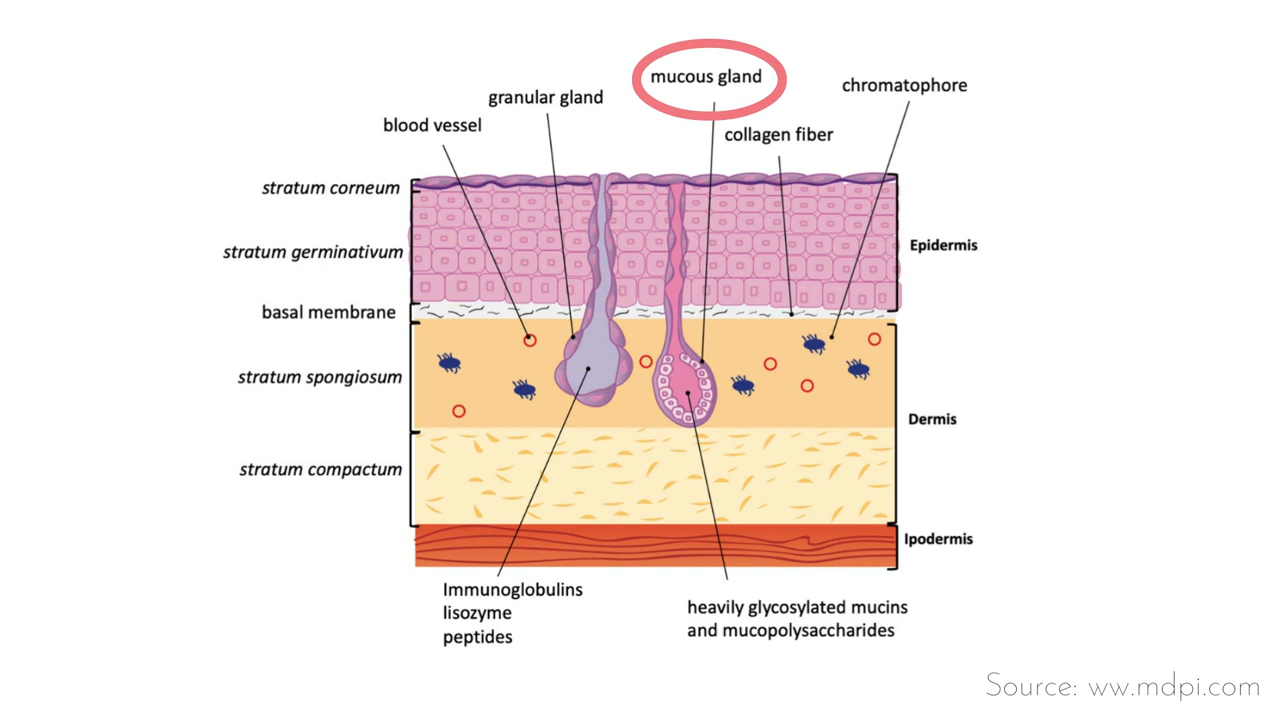 mucous gland
chromatophore
granular gland
blood vessel
collagen fiber
stratum corneum
Epidermis
stratum germinativum
basal membrane
stratum spongiosum
Dermis
stratum compactum
Ipodermis
Immunoglobulins
lisozyme
peptides
heavily glycosylated mucins
and mucopolysaccharides
Source: ww.mdpi.com